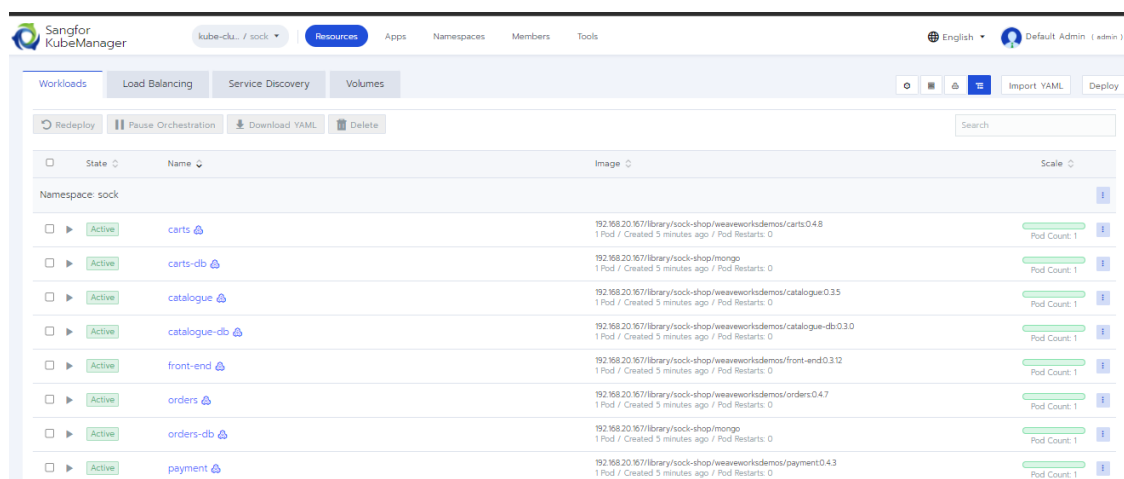 Sangfor
KubeManager
kube-clu... / sock
Resources
Apps
Namespaces
Members
Tools
English
Default Admin ( admin )
Workloads
Load Balancing
Service Discovery
Volumes
Import YAML
Deploy
Redeploy
Pause Orchestration
Download YAML
Delete
Search
State
Name
Image
Scale
Namespace: sock
Active
carts
192.168.20.167/library/sock-shop/weaveworksdemos/carts:0.4.8
1 Pod / Created 5 minutes ago / Pod Restarts: 0
Pod Count: 1
Active
carts-db
192.168.20.167/library/sock-shop/mongo
1 Pod / Created 5 minutes ago / Pod Restarts: 0
Pod Count: 1
Active
catalogue
192.168.20.167/library/sock-shop/weaveworksdemos/catalogue:0.3.5
1 Pod / Created 5 minutes ago / Pod Restarts: 0
Pod Count: 1
Active
catalogue-db
192.168.20.167/library/sock-shop/weaveworksdemos/catalogue-db:0.3.0
1 Pod / Created 5 minutes ago / Pod Restarts: 0
Pod Count: 1
Active
front-end
192.168.20.167/library/sock-shop/weaveworksdemos/front-end:0.3.12
1 Pod / Created 5 minutes ago / Pod Restarts: 0
Pod Count: 1
Active
orders
192.168.20.167/library/sock-shop/weaveworksdemos/orders:0.4.7
1 Pod / Created 5 minutes ago / Pod Restarts: 0
Pod Count: 1
Active
orders-db
192.168.20.167/library/sock-shop/mongo
1 Pod / Created 5 minutes ago / Pod Restarts: 0
Pod Count: 1
Active
payment
192.168.20.167/library/sock-shop/weaveworksdemos/payment:0.4.3
1 Pod / Created 5 minutes ago / Pod Restarts: 0
Pod Count: 1